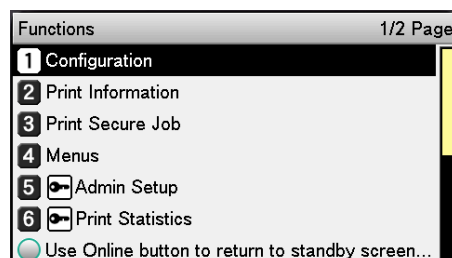 Functions 1/2 Page
1 Configuration
2 Print Information
3 Print Secure Job
4 Menus
5 Admin Setup
6 Print Statistics
Use Online button to return to standby screen...